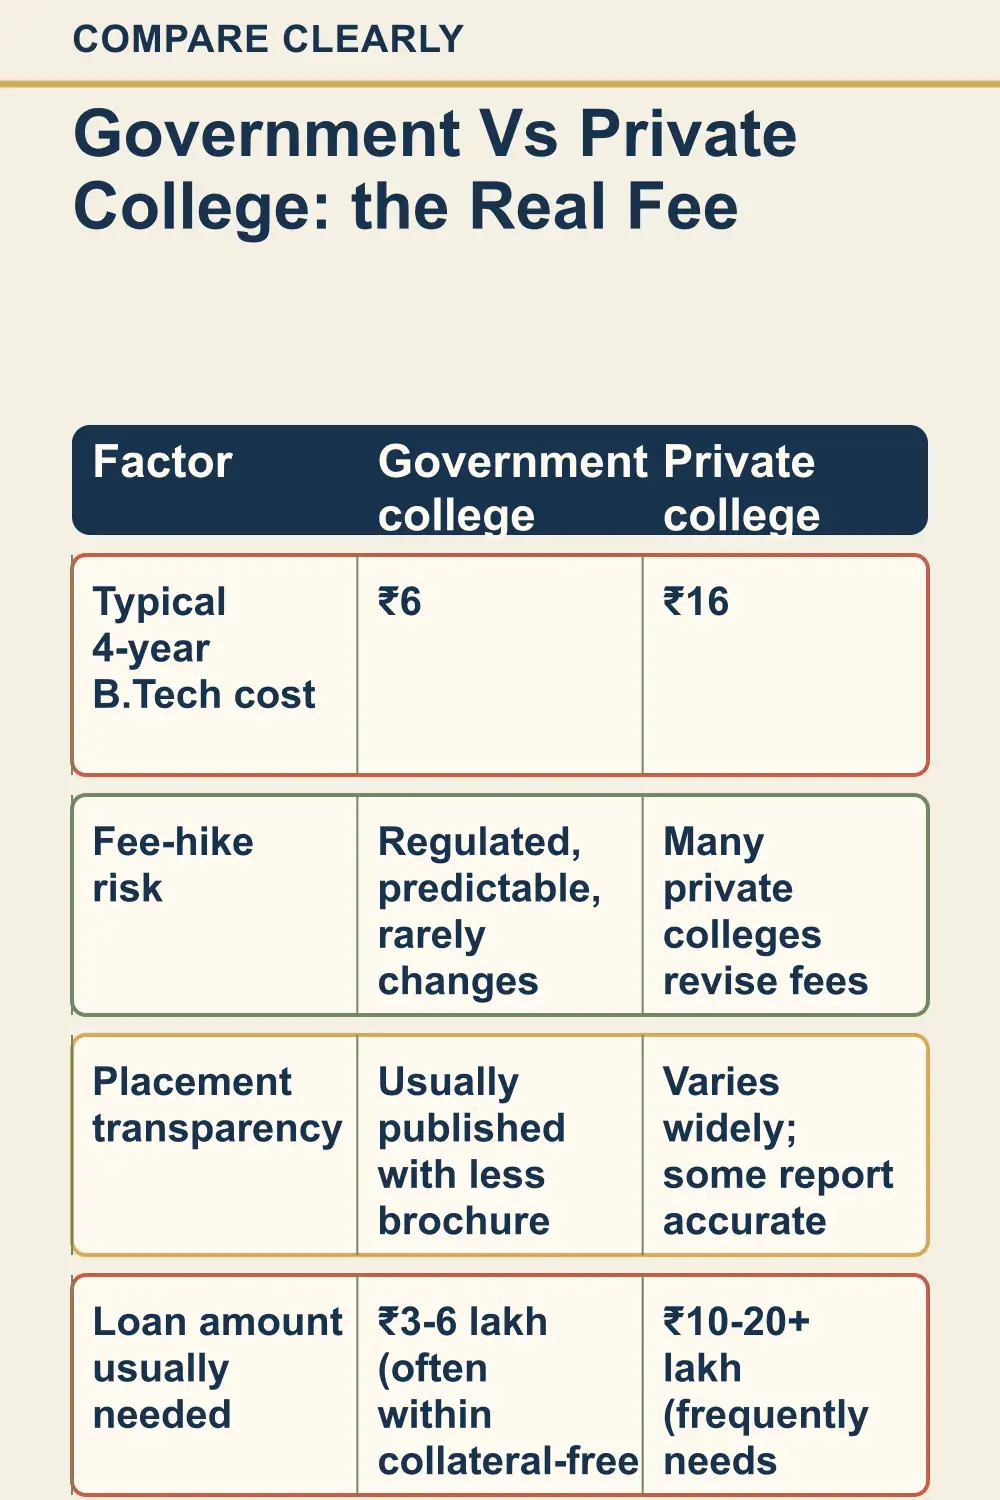 COMPARE CLEARLY
Government Vs Private
College: the Real Fee
Factor
Government
college
Private
college
Typical
4-year
B.Tech cost
₹6
₹16
Fee-hike
risk
Regulated,
predictable,
rarely
changes
Many
private
colleges
revise fees
Placement
transparency
Usually
published
with less
brochure
Varies
widely;
some report
accurate
Loan amount
usually
needed
₹3-6 lakh
(often
within
collateral-free
₹10-20+
lakh
(frequently
needs